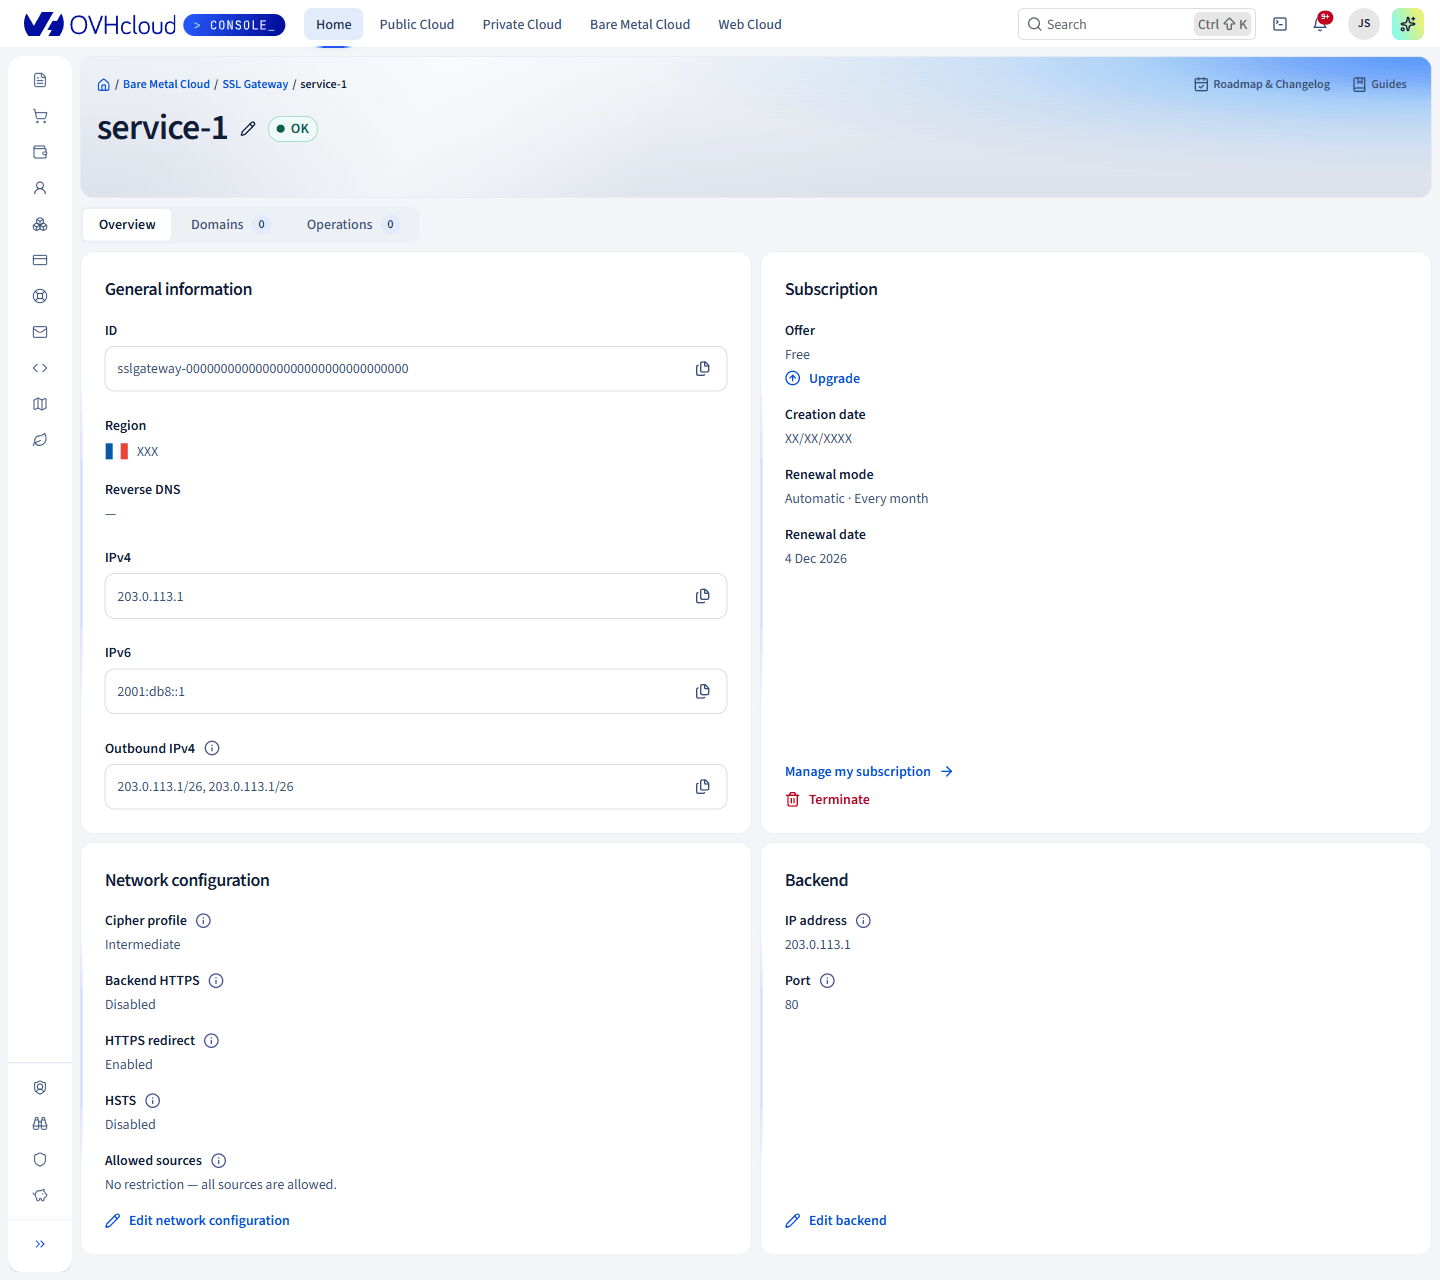 OVHcloud > CONSOLE_ Home Public Cloud Private Cloud Bare Metal Cloud Web Cloud Search Ctrl K 9+ JS
/ Bare Metal Cloud / SSL Gateway / service-1
Roadmap & Changelog Guides
service-1 OK
Overview Domains 0 Operations 0
General information
ID
sslgateway-00000000000000000000000000000000
Region
XXX
Reverse DNS
—
IPv4
203.0.113.1
IPv6
2001:db8::1
Outbound IPv4
203.0.113.1/26, 203.0.113.1/26
Subscription
Offer
Free
Upgrade
Creation date
XX/XX/XXXX
Renewal mode
Automatic · Every month
Renewal date
4 Dec 2026
Manage my subscription
Terminate
Network configuration
Cipher profile
Intermediate
Backend HTTPS
Disabled
HTTPS redirect
Enabled
HSTS
Disabled
Allowed sources
No restriction — all sources are allowed.
Edit network configuration
Backend
IP address
203.0.113.1
Port
80
Edit backend